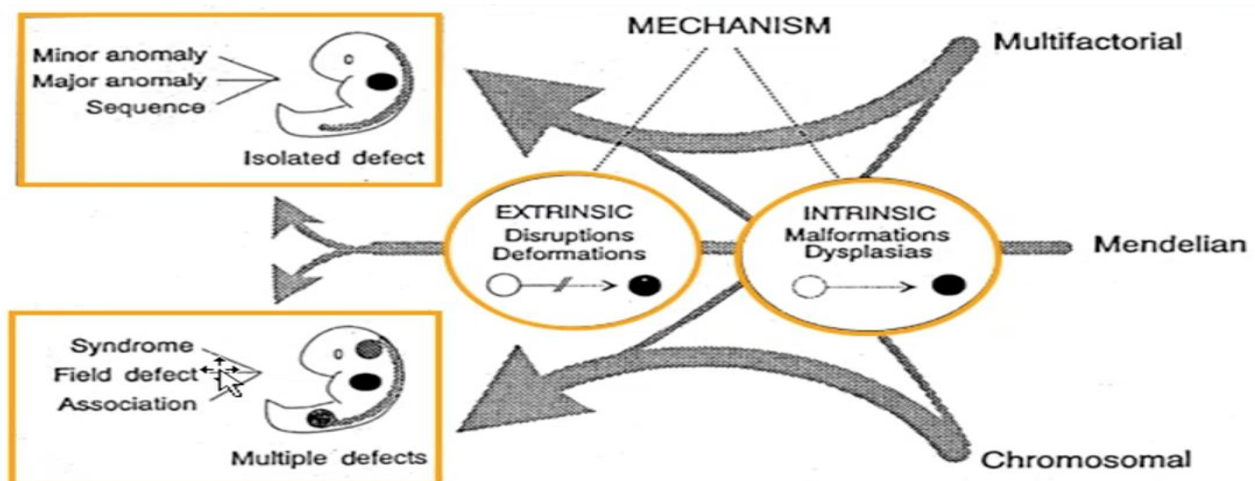 MECHANISM
Multifactorial
Minor anomaly
Major anomaly
Sequence
Isolated defect
EXTRINSIC
Disruptions
Deformations
INTRINSIC
Malformations
Dysplasias
Mendelian
Syndrome
Field defect
Association
Multiple defects
Chromosomal